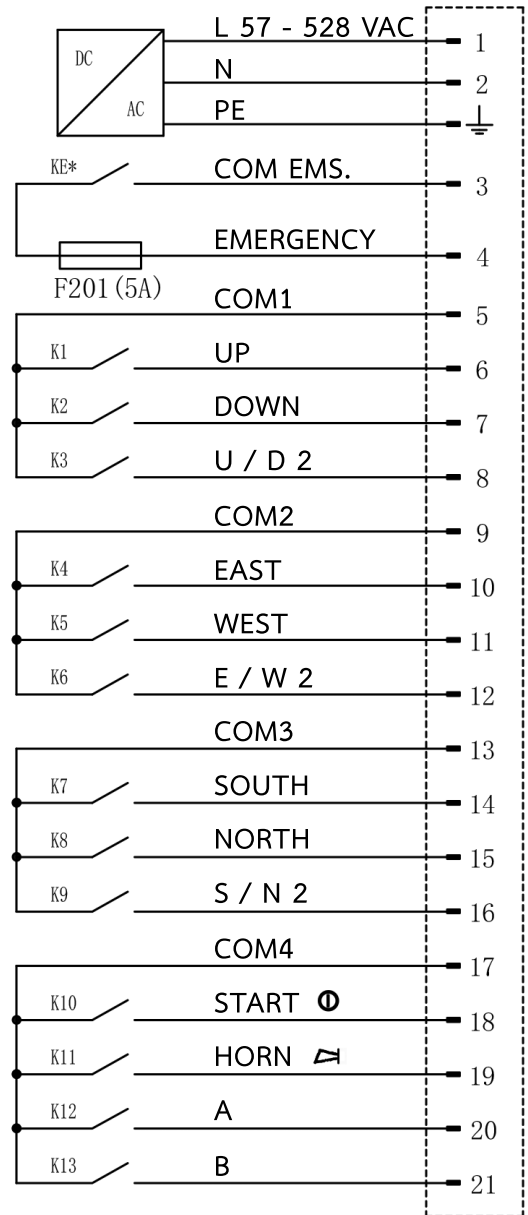 L 57 - 528 VAC 1
DC
N 2
AC PE
KE* COM EMS. 3
EMERGENCY 4
F201(5A)
COM1 5
K1 UP 6
K2 DOWN 7
K3 U / D 2 8
COM2 9
K4 EAST 10
K5 WEST 11
K6 E / W 2 12
COM3 13
K7 SOUTH 14
K8 NORTH 15
K9 S / N 2 16
COM4 17
K10 START 18
K11 HORN 19
K12 A 20
K13 B 21